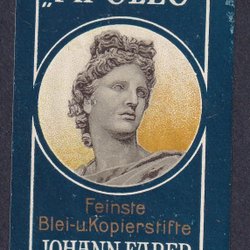 „APOLLO“
Feinste
Blei-u.Kopierstifte
JOHANN FABER